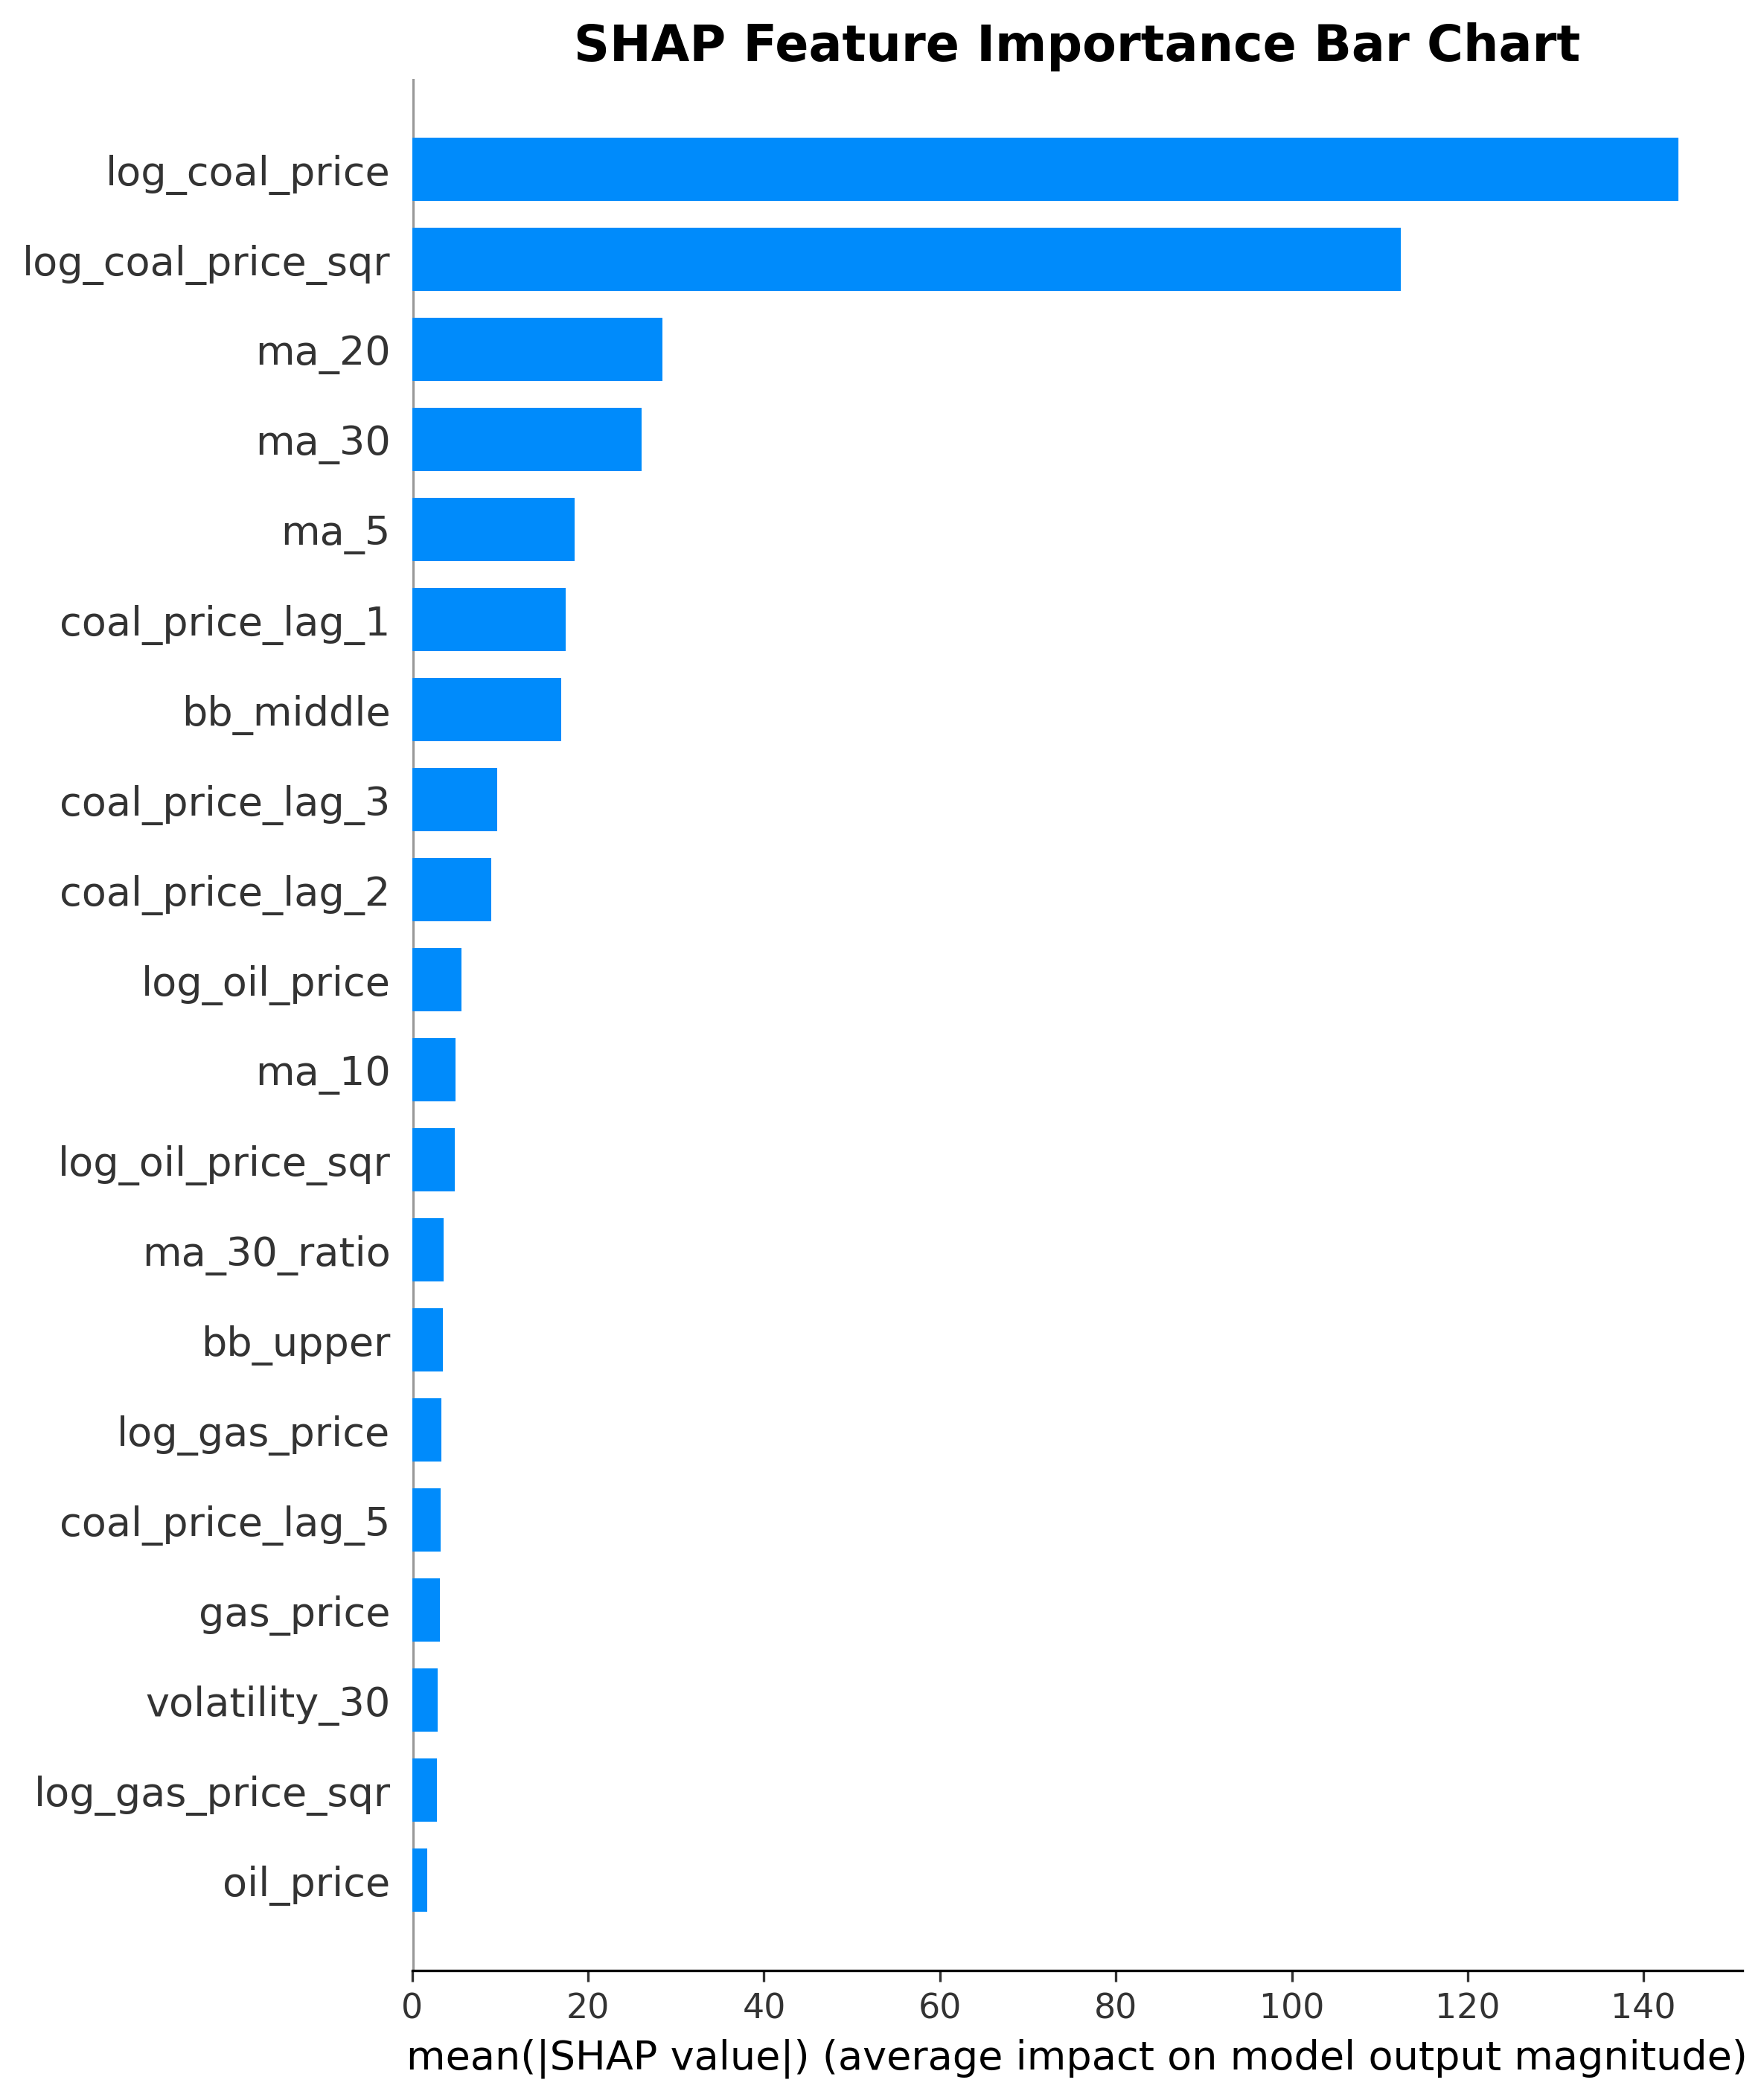 SHAP Feature Importance Bar Chart
log_coal_price
log_coal_price_sqr
ma_20
ma_30
ma_5
coal_price_lag_1
bb_middle
coal_price_lag_3
coal_price_lag_2
log_oil_price
ma_10
log_oil_price_sqr
ma_30_ratio
bb_upper
log_gas_price
coal_price_lag_5
gas_price
volatility_30
log_gas_price_sqr
oil_price
0 20 40 60 80 100 120 140
mean(|SHAP value|) (average impact on model output magnitude)